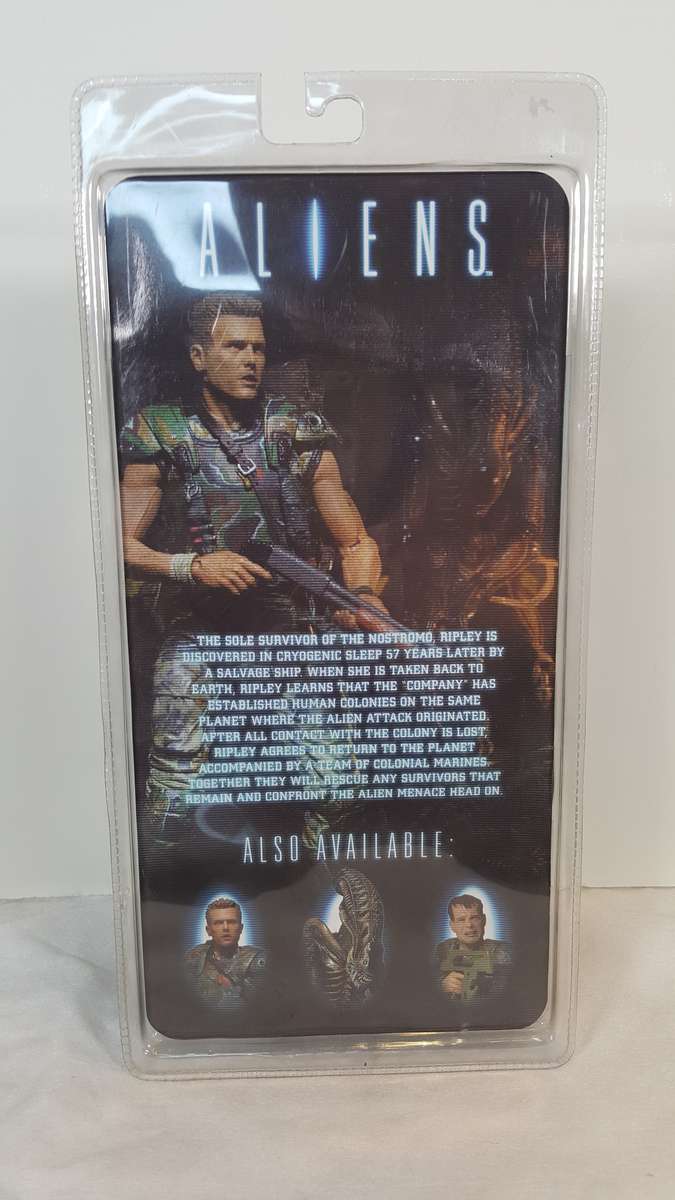 ALIENS™
THE SOLE SURVIVOR OF THE NOSTROMO, RIPLEY IS
DISCOVERED IN CRYOGENIC SLEEP 57 YEARS LATER BY
A SALVAGE SHIP. WHEN SHE IS TAKEN BACK TO
EARTH, RIPLEY LEARNS THAT THE "COMPANY" HAS
ESTABLISHED HUMAN COLONIES ON THE SAME
PLANET WHERE THE ALIEN ATTACK ORIGINATED.
AFTER ALL CONTACT WITH THE COLONY IS LOST,
RIPLEY AGREES TO RETURN TO THE PLANET
ACCOMPANIED BY A TEAM OF COLONIAL MARINES.
TOGETHER THEY WILL RESCUE ANY SURVIVORS THAT
REMAIN AND CONFRONT THE ALIEN MENACE HEAD ON.
ALSO AVAILABLE: